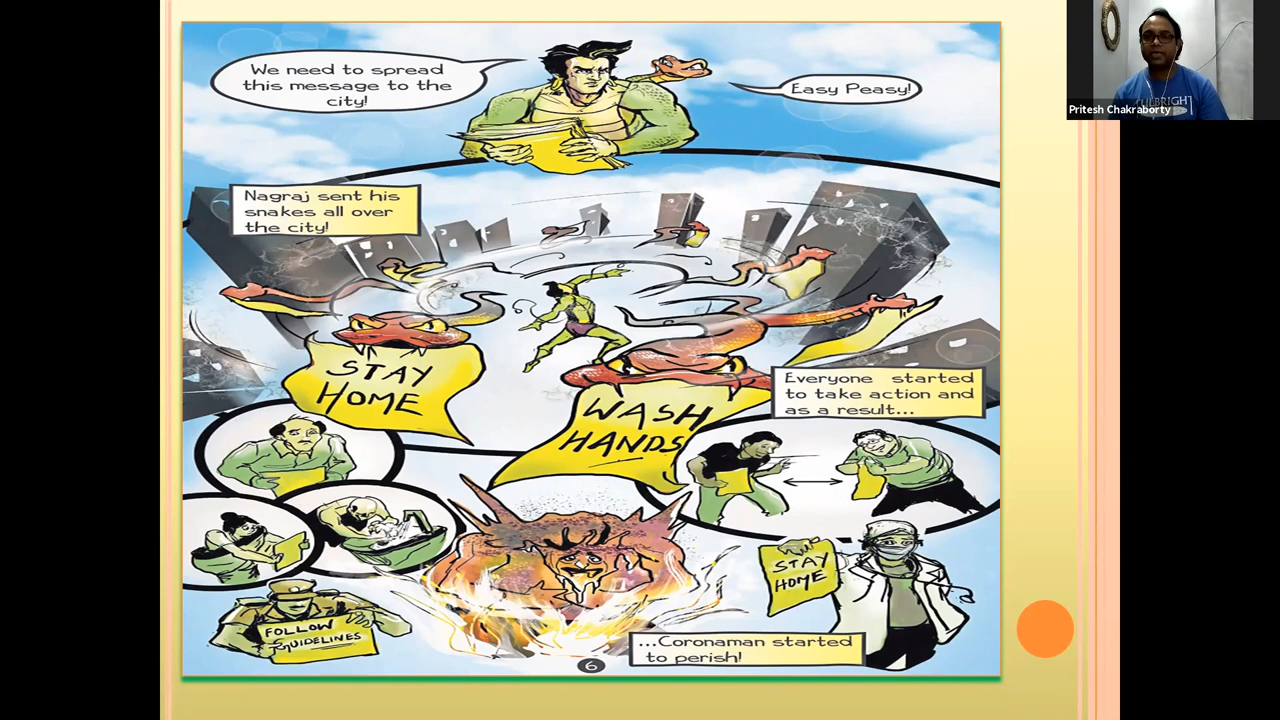 We need to spread
this message to the
city!
Easy Peasy!
Pritesh Chakraborty
Nagraj sent his
snakes all over
the city!
STAY
HOME
WASH
HANDS
Everyone started
to take action and
as a result...
STAY
HOME
FOLLOW
GUIDELINES
...Coronaman started
to perish!
6